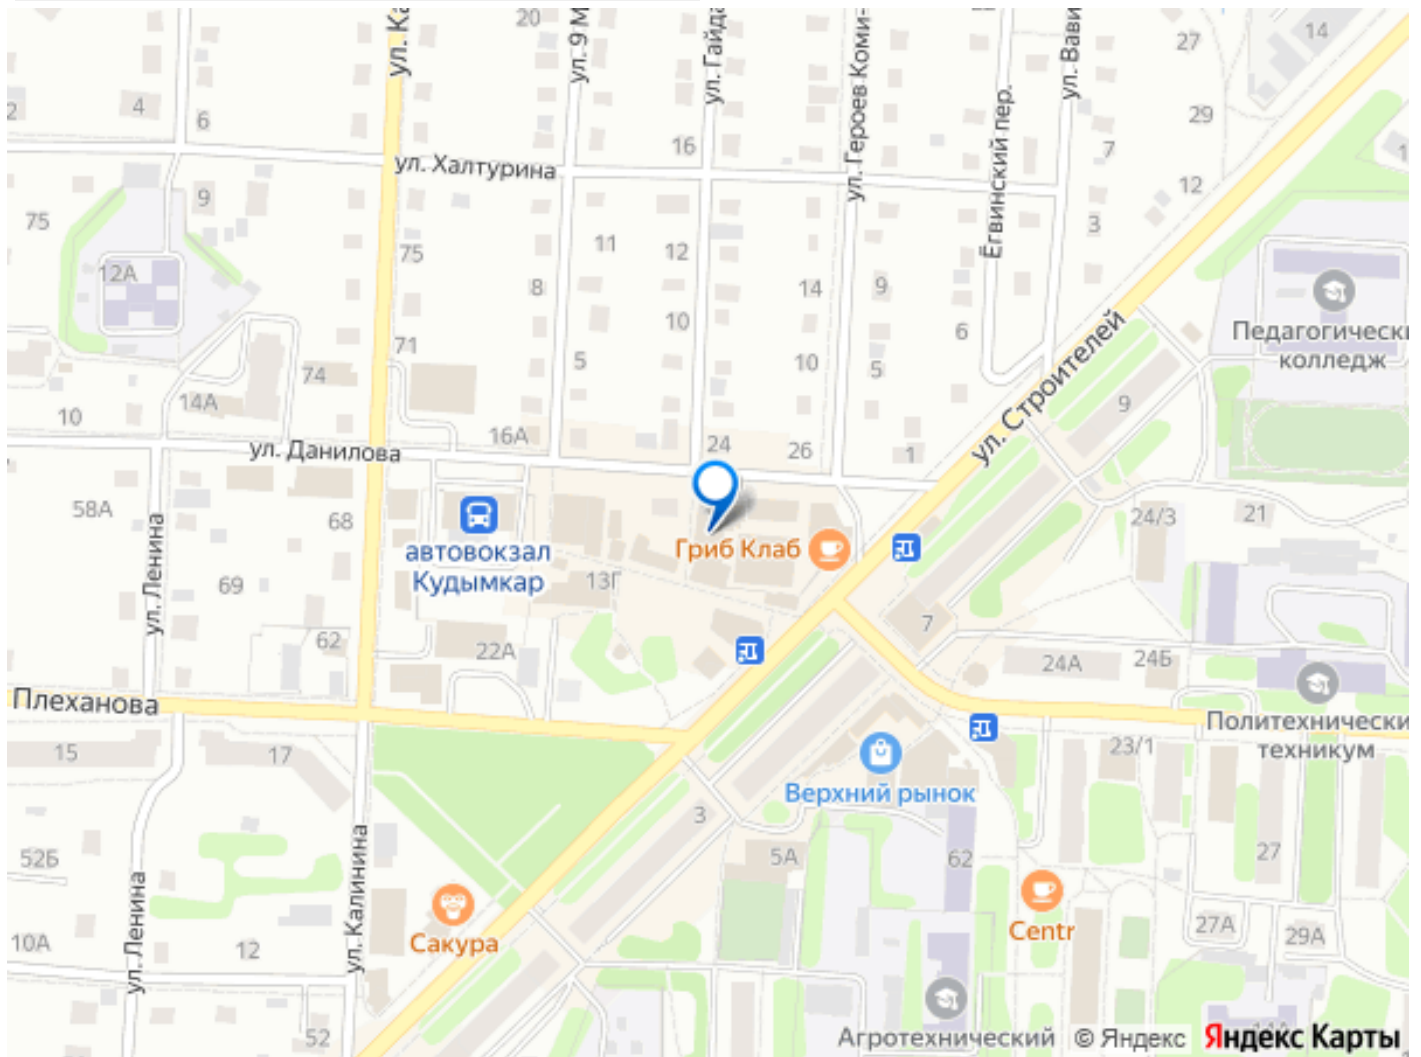 20
ул. Ка
ул. 9 М
ул. Гайда
ул. Героев Коми-
ул. Вави
27
14
2
4
6
29
Ёгвинский пер.
7
ул. Халтурина
16
1
12
9
75
75
11
12
3
12А
8
14
9
Педагогически
колледж
10
6
71
5
10
5
74
ул. Строителей
9
14А
10
16А
24
26
1
ул. Данилова
58А
68
автовокзал
Кудымкар
Гриб Клаб
24/3
21
ул. Ленина
69
13Г
7
62
22А
24А
24Б
Плеханова
Политехнически
техникум
15
17
23/1
Верхний рынок
3
52Б
5А
62
27
ул. Ленина
ул. Калинина
Сакура
Centr
10А
12
27А
29А
52
Агротехнический
© Яндекс
Яндекс Карты